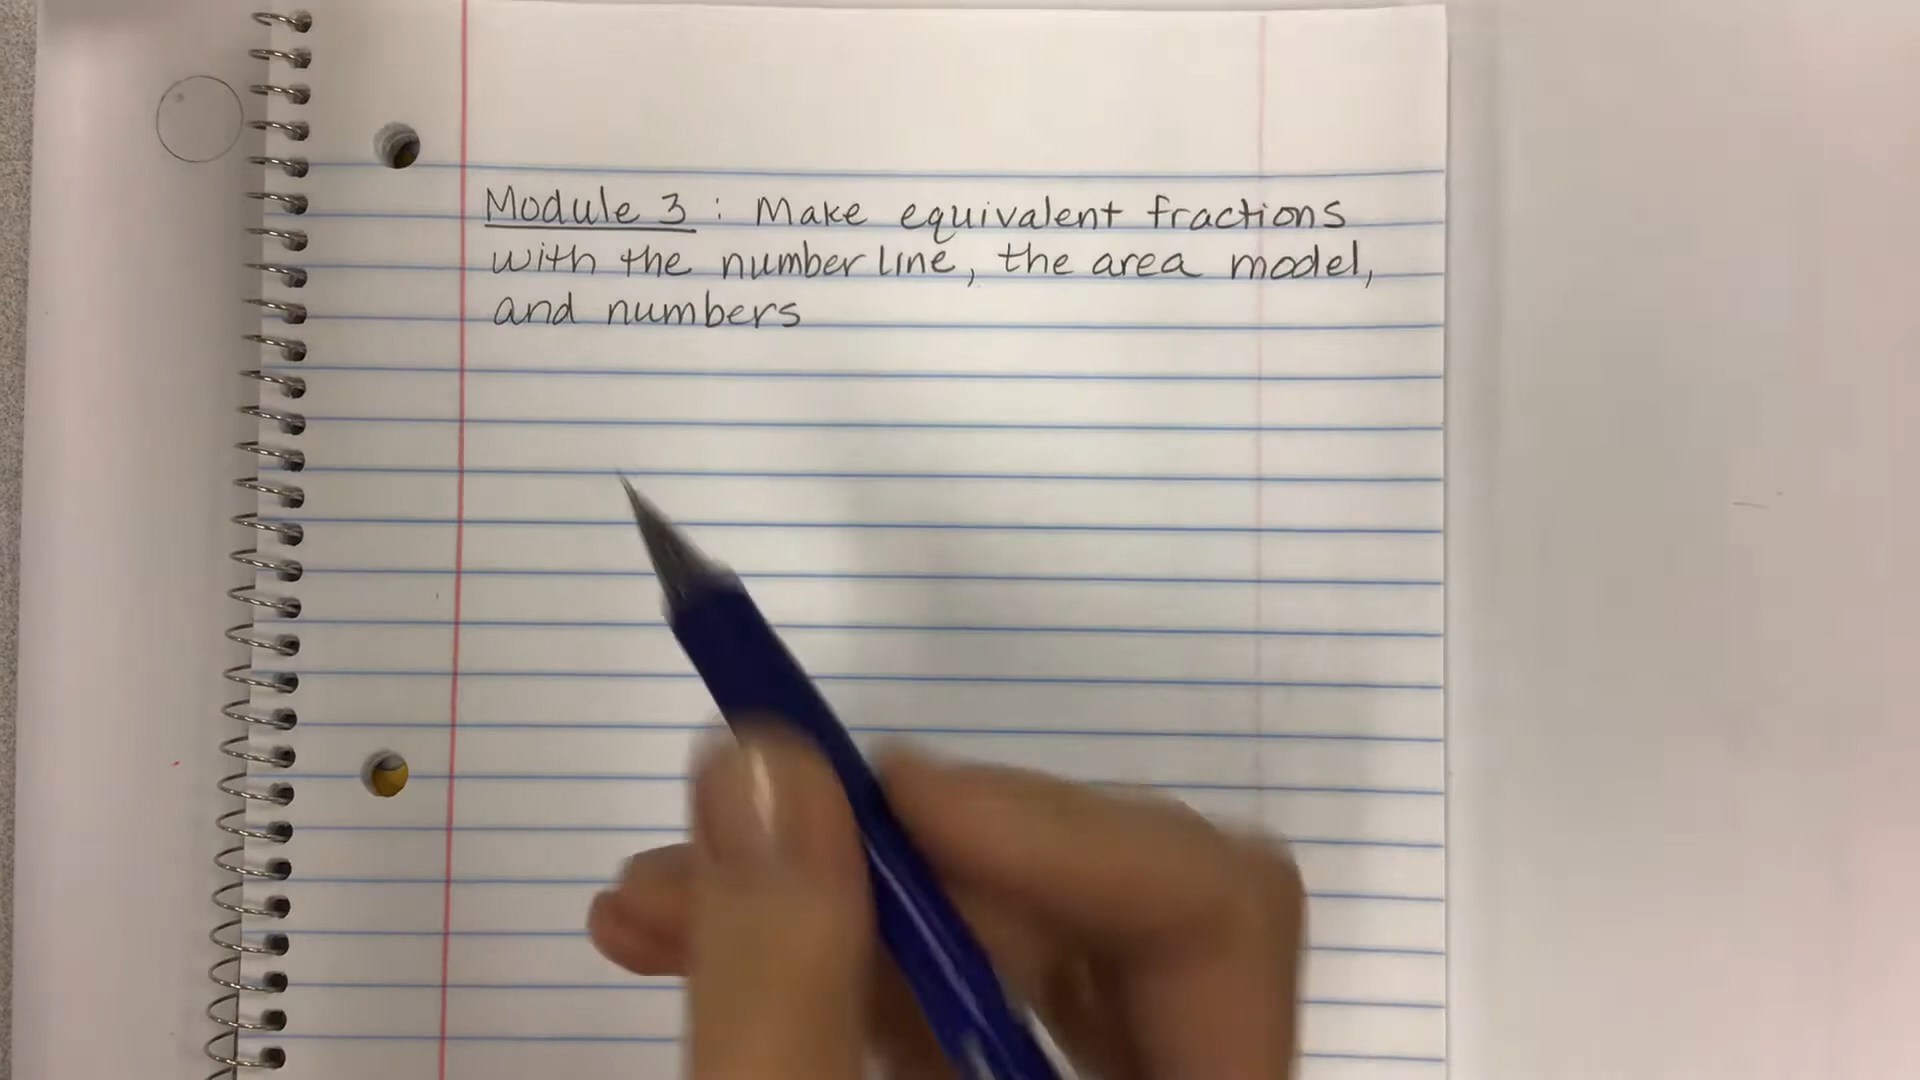 Module 3 : Make equivalent fractions
with the number line, the area model,
and numbers